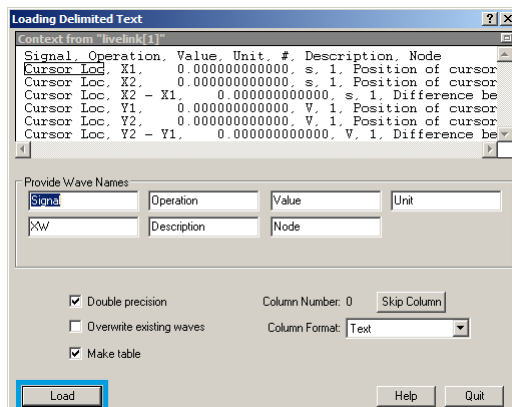 Loading Delimited Text
Context from "livelink[1]"
Signal, Operation, Value, Unit, #, Description, Node
Cursor Loc, X1, 0.000000000000, s, 1, Position of cursor
Cursor Loc, X2, 0.000000000000, s, 1, Position of cursor
Cursor Loc, X2 - X1, 0.000000000000, s, 1, Difference be
Cursor Loc, Y1, 0.000000000000, V, 1, Position of cursor
Cursor Loc, Y2, 0.000000000000, V, 1, Position of cursor
Cursor Loc, Y2 - Y1, 0.000000000000, V, 1, Difference be
Provide Wave Names
Signal Operation Value Unit
XW Description Node
Double precision Column Number: 0 Skip Column
Overwrite existing waves Column Format: Text
Make table
Load Help Quit